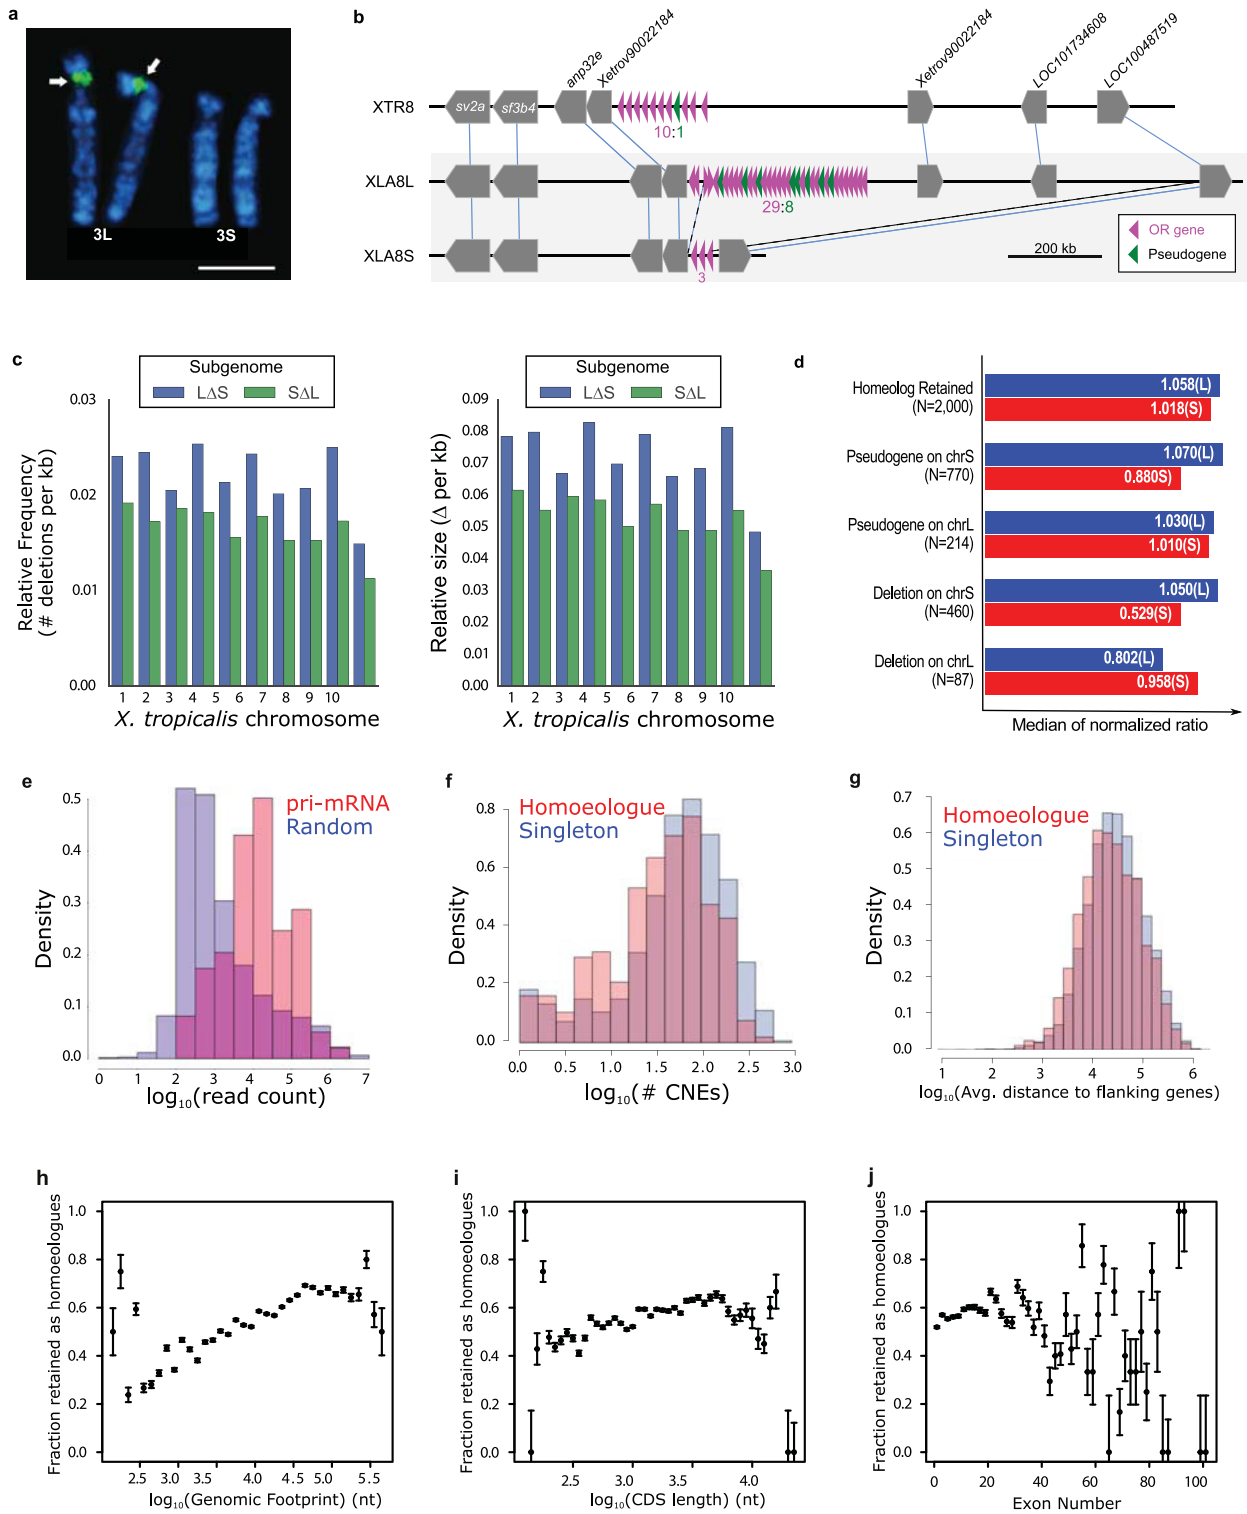 a
3L
3S
b
anp32e
Xetrov90022184
Xetrov90022184
LOC101734608
LOC100487519
XTR8
sv2a
sf3b4
10:1
XLA8L
29:8
XLA8S
3
200 kb
OR gene
Pseudogene
c
Subgenome
LΔS
SΔL
Relative Frequency
(# deletions per kb)
0.03
0.02
0.01
0.00
1 2 3 4 5 6 7 8 9 10
X. tropicalis chromosome
Subgenome
LΔS
SΔL
Relative size (Δ per kb)
0.09
0.08
0.07
0.06
0.05
0.04
0.03
0.02
0.01
0.00
1 2 3 4 5 6 7 8 9 10
X. tropicalis chromosome
d
Homeolog Retained
(N=2,000)
1.058(L)
1.018(S)
Pseudogene on chrS
(N=770)
1.070(L)
0.880S)
Pseudogene on chrL
(N=214)
1.030(L)
1.010(S)
Deletion on chrS
(N=460)
1.050(L)
0.529(S)
Deletion on chrL
(N=87)
0.802(L)
0.958(S)
Median of normalized ratio
e
pri-mRNA
Random
Density
0.5
0.4
0.3
0.2
0.1
0.0
0 1 2 3 4 5 6 7
log10(read count)
f
Homoeologue
Singleton
Density
0.8
0.6
0.4
0.2
0.0
0.0 0.5 1.0 1.5 2.0 2.5 3.0
log10(# CNEs)
g
Homoeologue
Singleton
Density
0.7
0.6
0.5
0.4
0.3
0.2
0.1
0.0
1 2 3 4 5 6
log10(Avg. distance to flanking genes)
h
Fraction retained as homoeologues
1.0
0.8
0.6
0.4
0.2
0.0
2.5 3.0 3.5 4.0 4.5 5.0 5.5
log10(Genomic Footprint) (nt)
i
Fraction retained as homoeologues
1.0
0.8
0.6
0.4
0.2
0.0
2.5 3.0 3.5 4.0
log10(CDS length) (nt)
j
Fraction retained as homoeologues
1.0
0.8
0.6
0.4
0.2
0.0
0 20 40 60 80 100
Exon Number